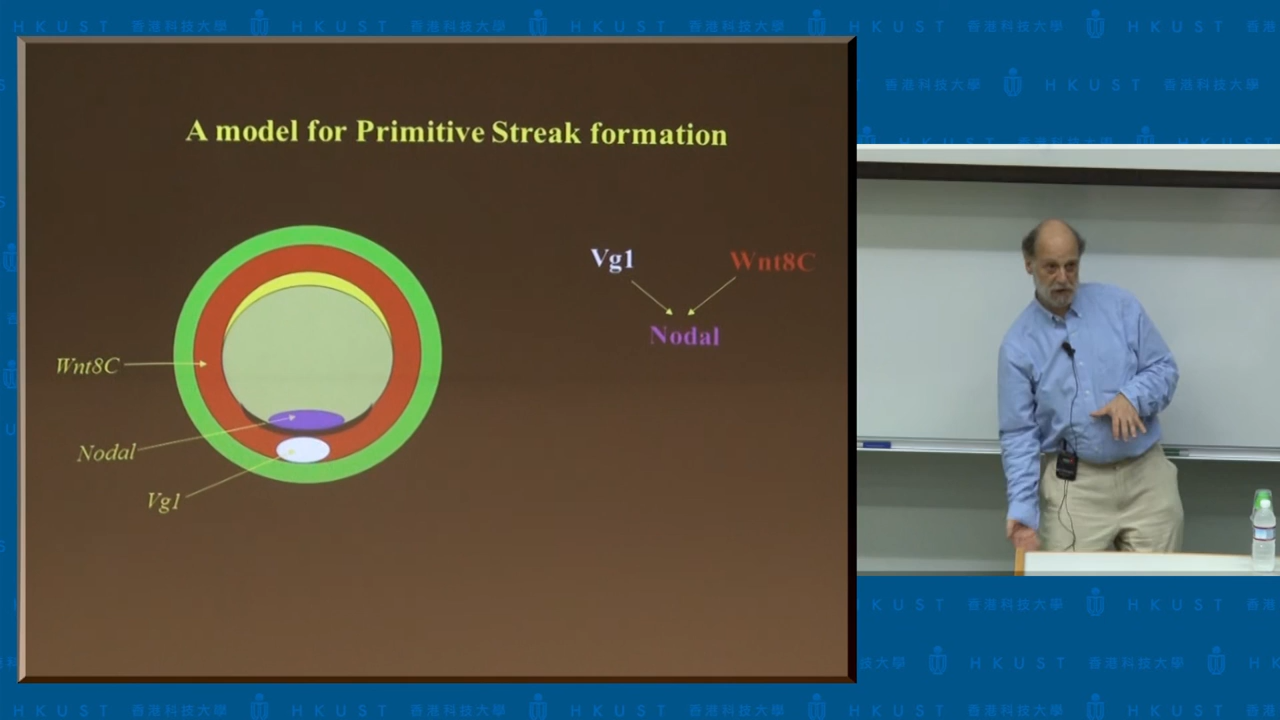 A model for Primitive Streak formation
Vg1
Wnt8C
Nodal
Wnt8C
Nodal
Vg1
HKUST 香港科技大學